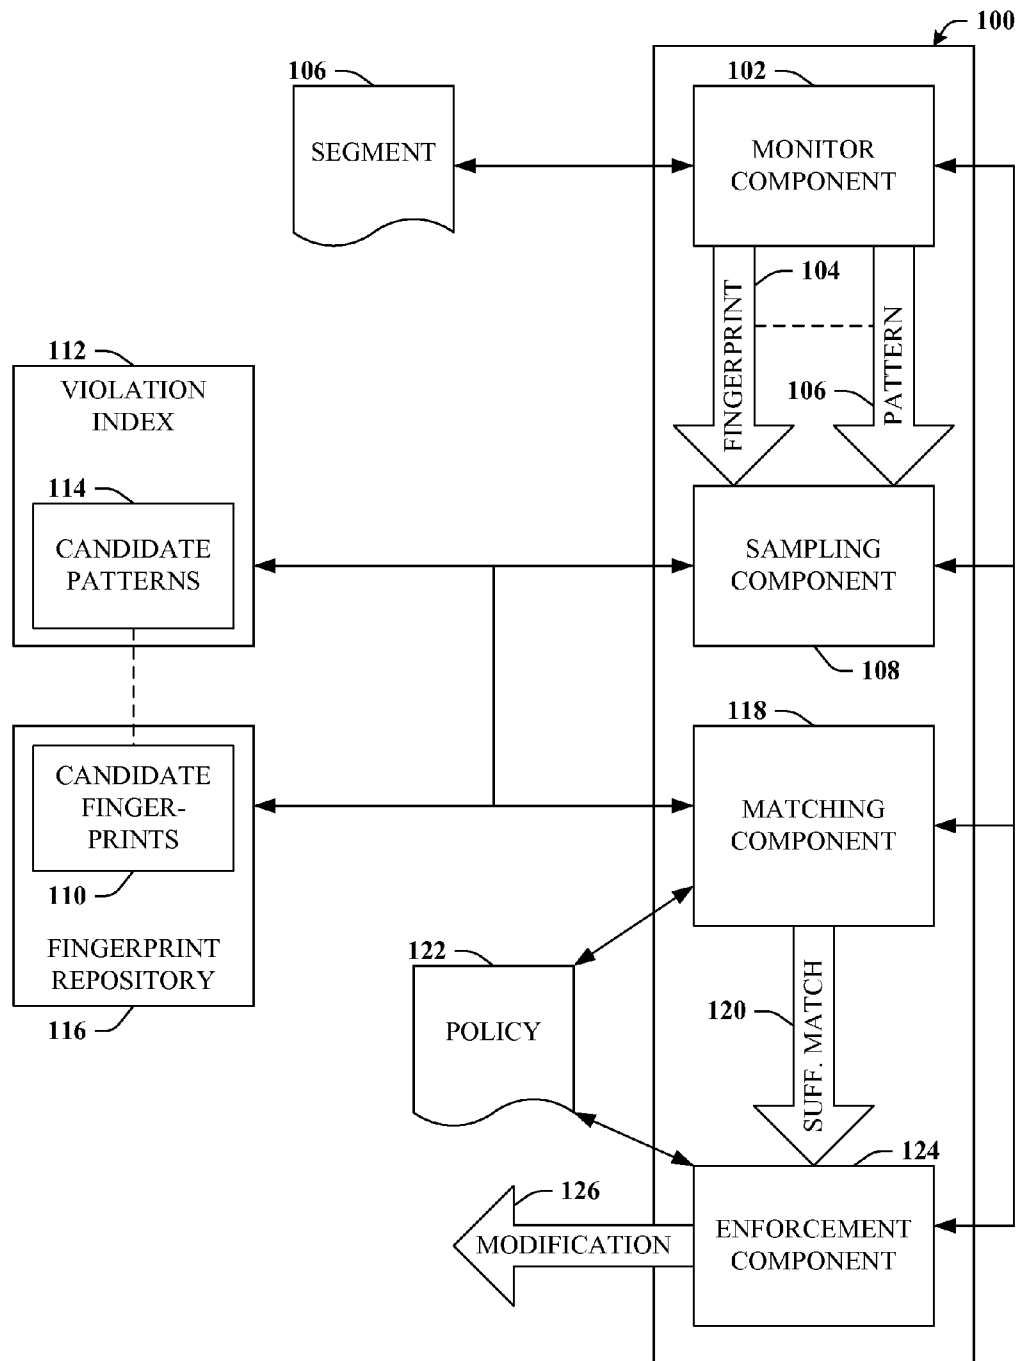 100
106
SEGMENT
102
MONITOR
COMPONENT
104
FINGERPRINT
106
PATTERN
112
VIOLATION
INDEX
114
CANDIDATE
PATTERNS
SAMPLING
COMPONENT
108
118
MATCHING
COMPONENT
CANDIDATE
FINGER-
PRINTS
110
FINGERPRINT
REPOSITORY
116
122
POLICY
120
SUFF. MATCH
124
ENFORCEMENT
COMPONENT
126
MODIFICATION